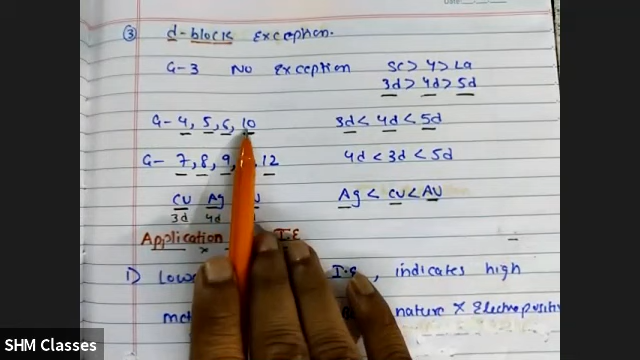 ③ d-block Exception.
G-3 No Exception Sc > Y > La
3d > 4d > 5d
G- 4, 5, 6, 10 3d < 4d < 5d
G- 7, 8, 9, 12 4d < 3d < 5d
Cu Ag Ag < Cu < Au
3d 4d
Application I.E
1) I.E, indicates high
nature × Electropositi
SHM Classes